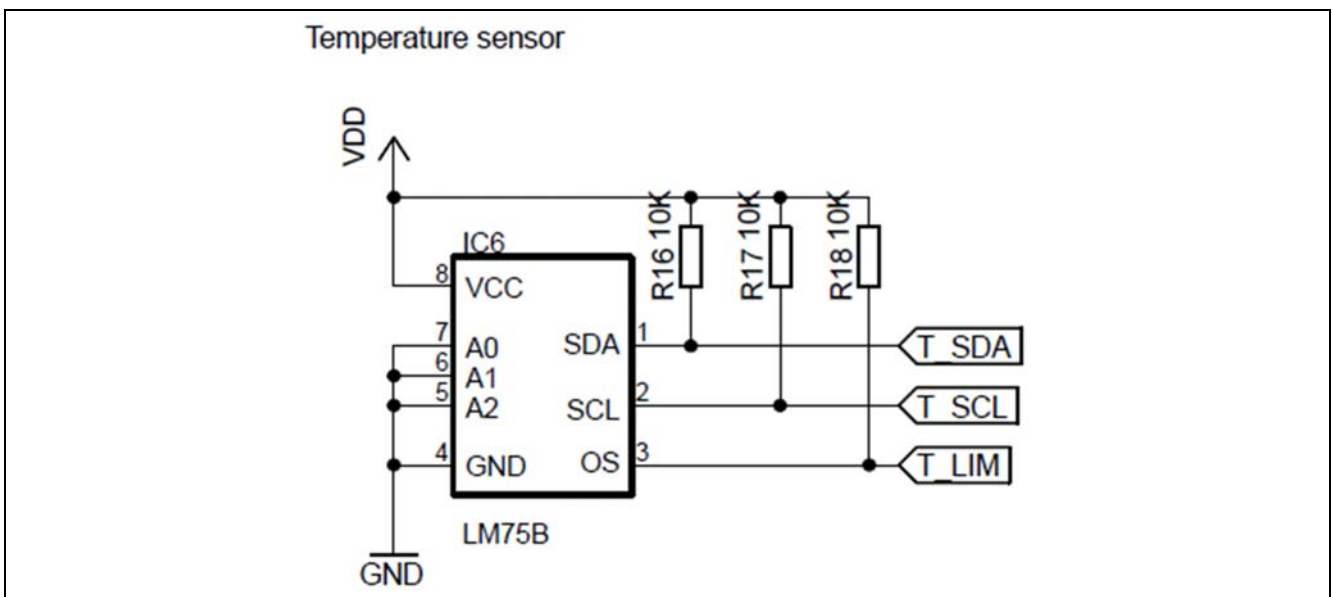 Temperature sensor
VDD
R16 10K
R17 10K
R18 10K
IC6
8
VCC
7
A0
SDA
1
T_SDA
6
A1
5
A2
SCL
2
T_SCL
4
GND
OS
3
T_LIM
LM75B
GND